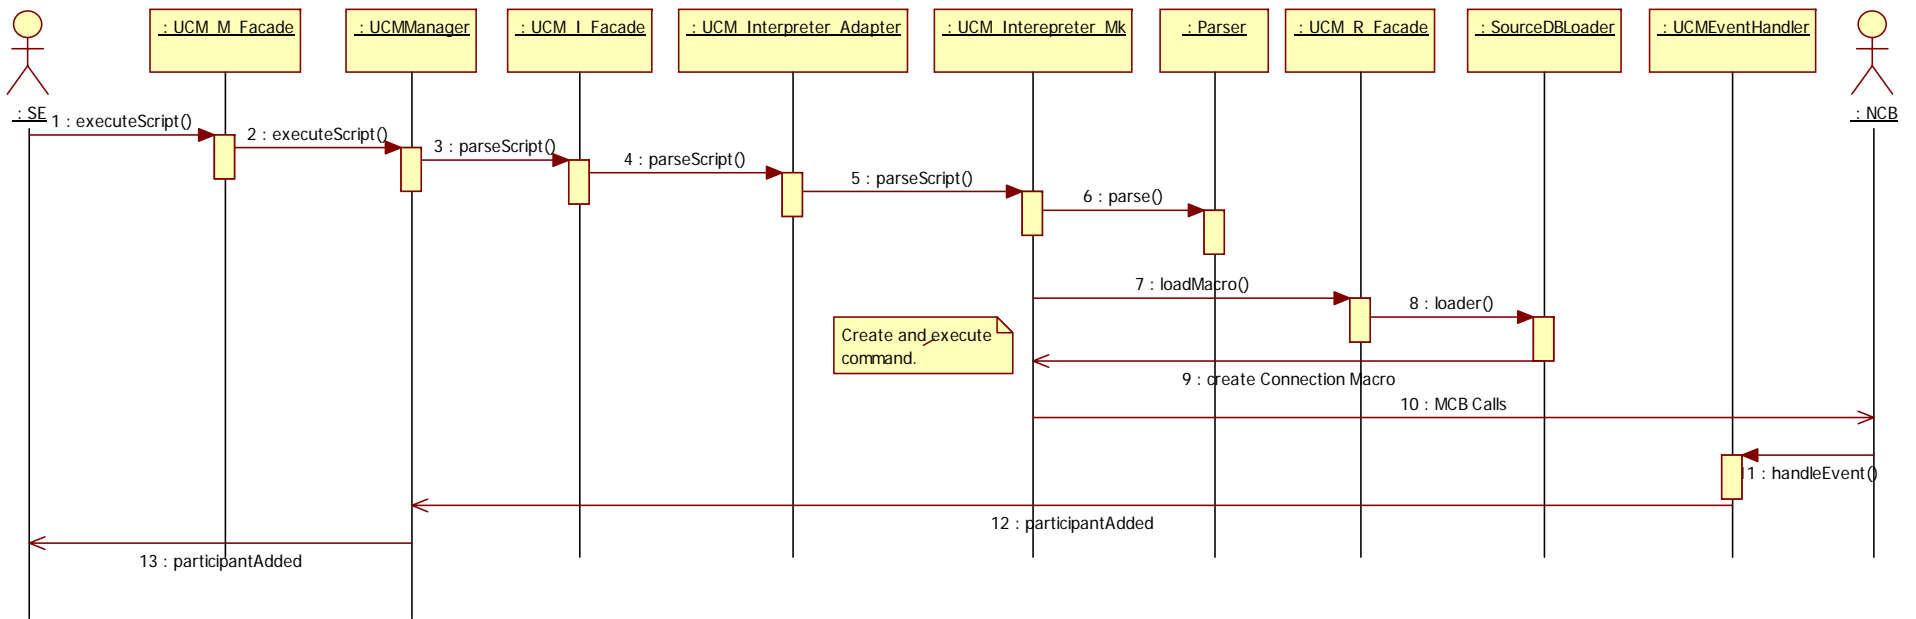 : UCM_M_Facade
: UCMManager
: UCM_I_Facade
: UCM_Interpreter_Adapter
: UCM_Interepreter_Mk
: Parser
: UCM_R_Facade
: SourceDBLoader
: UCMEventHandler
: SE
: NCB
1 : executeScript()
2 : executeScript()
3 : parseScript()
4 : parseScript()
5 : parseScript()
6 : parse()
7 : loadMacro()
8 : loader()
Create and execute
command.
9 : create Connection Macro
10 : MCB Calls
11 : handleEvent()
12 : participantAdded
13 : participantAdded